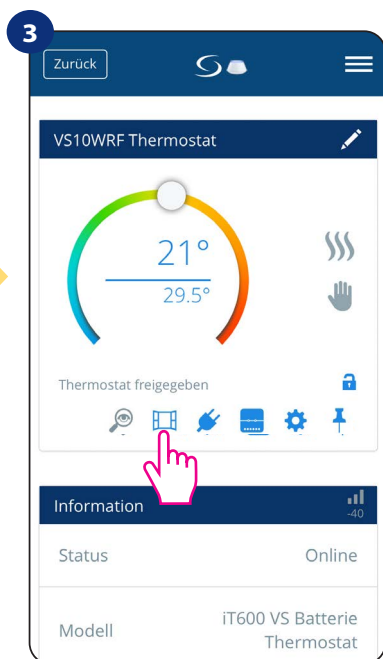 3
Zurück
VS10WRF Thermostat
21°
29.5°
Thermostat freigegeben
Information
-40
Status
Online
Modell
iT600 VS Batterie
Thermostat